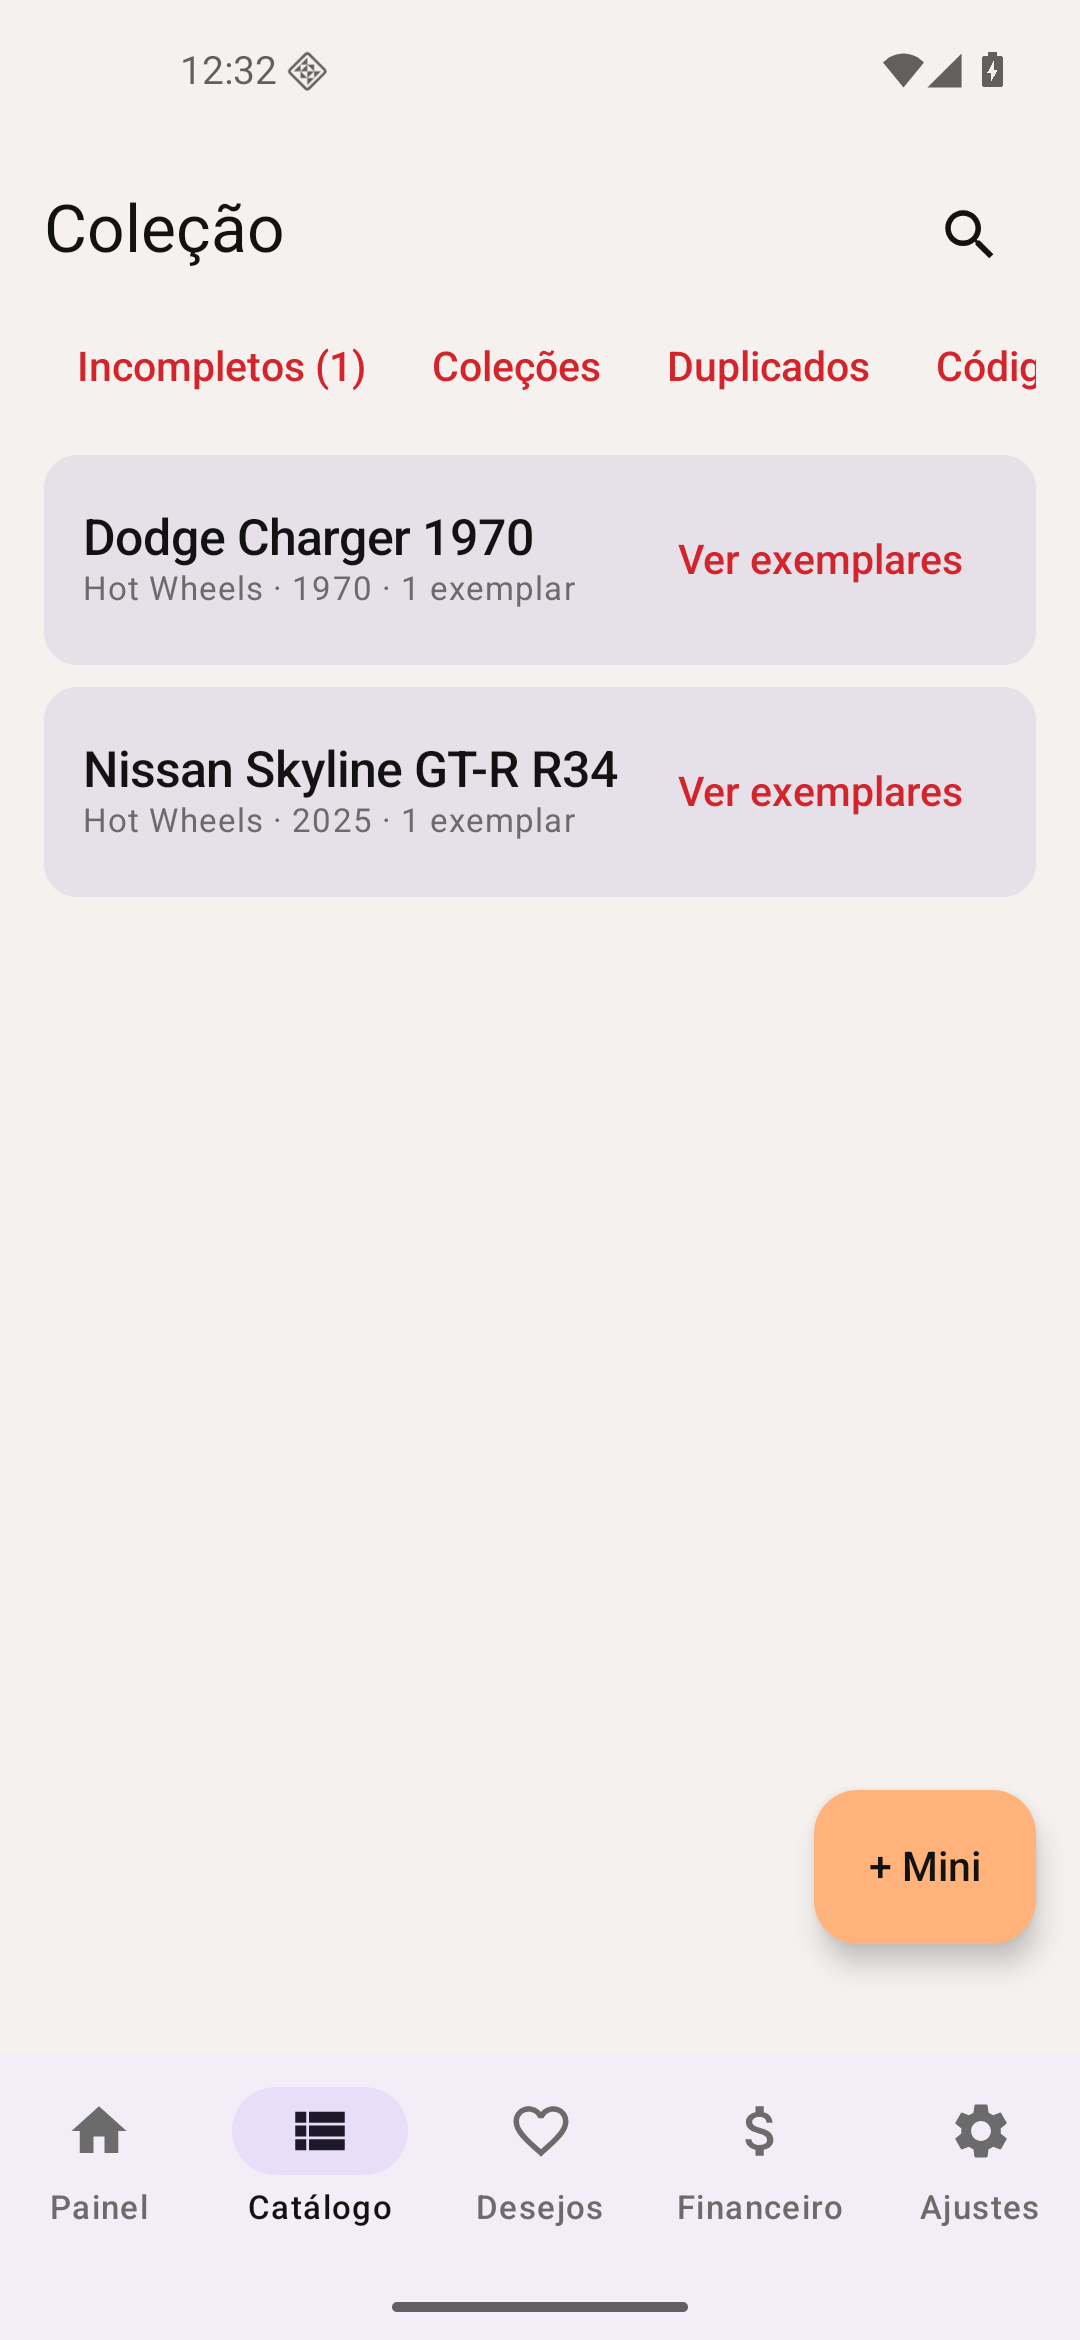 12:32
Coleção
Incompletos (1) Coleções Duplicados Códig
Dodge Charger 1970
Hot Wheels · 1970 · 1 exemplar
Ver exemplares
Nissan Skyline GT-R R34
Hot Wheels · 2025 · 1 exemplar
Ver exemplares
+ Mini
Painel Catálogo Desejos Financeiro Ajustes